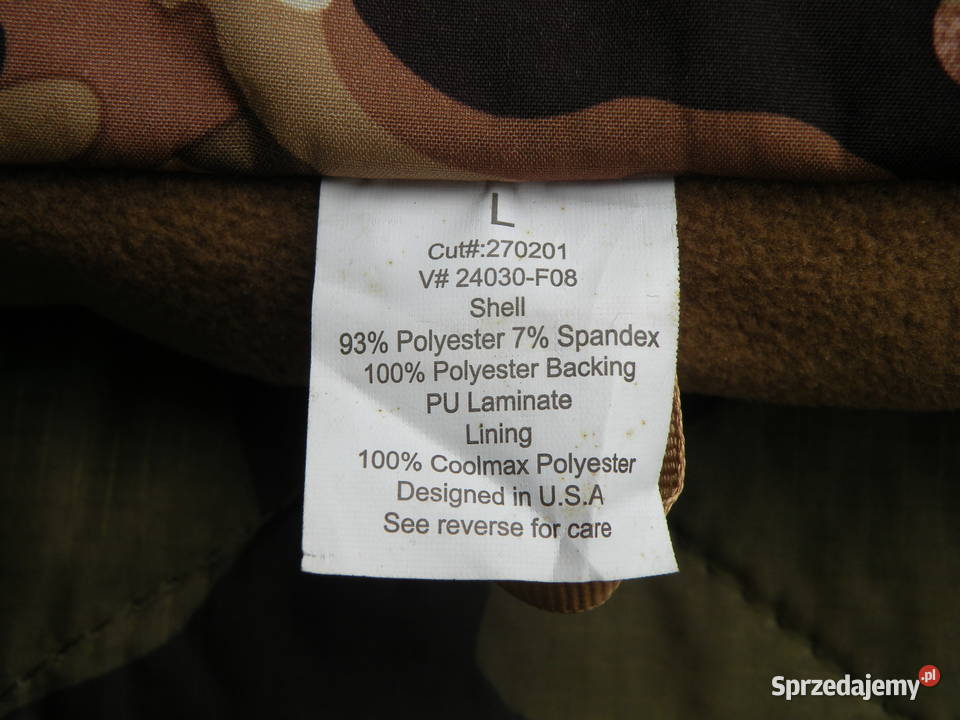 L
Cut#:270201
V# 24030-F08
Shell
93% Polyester 7% Spandex
100% Polyester Backing
PU Laminate
Lining
100% Coolmax Polyester
Designed in U.S.A
See reverse for care
Sprzedajemy.pl